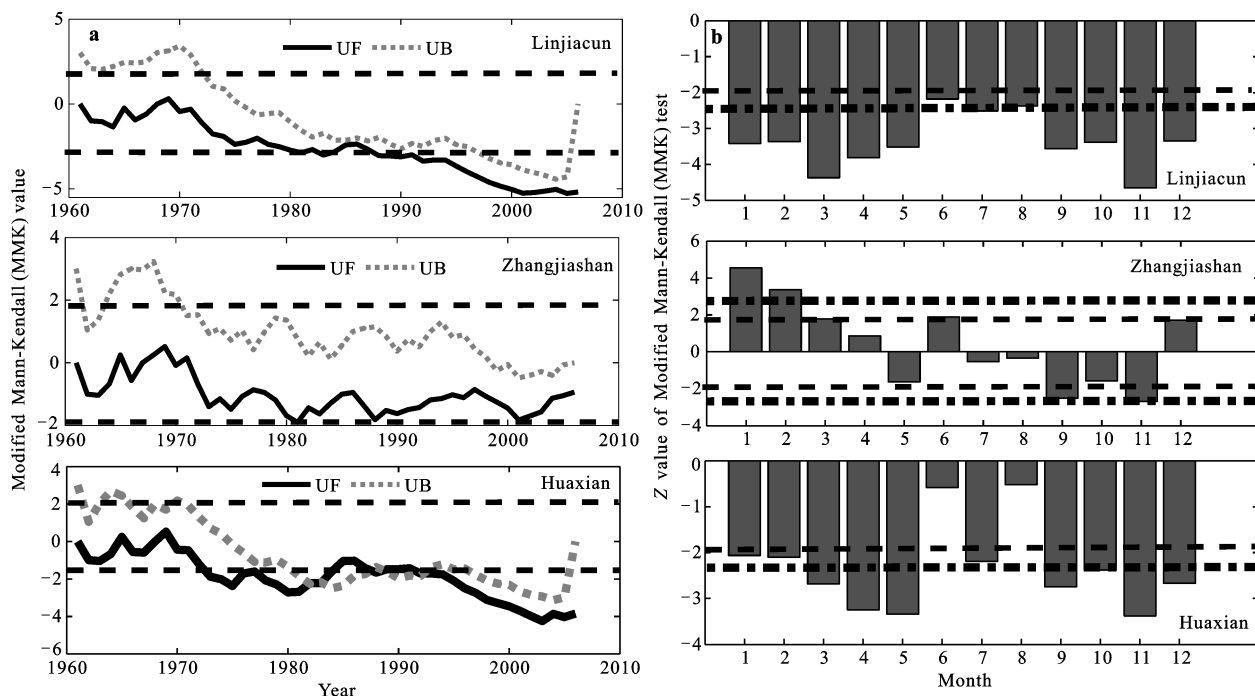 Modified Mann-Kendall (MMK) value
a
UF UB
Linjiacun
5
0
−5
1960 1970 1980 1990 2000 2010
UF UB
Zhangjiashan
4
2
0
−2
1960 1970 1980 1990 2000 2010
UF UB
Huaxian
4
2
0
−2
−4
−6
1960 1970 1980 1990 2000 2010
Year
Z value of Modified Mann-Kendall (MMK) test
b
0
−1
−2
−3
−4
−5
Linjiacun
1 2 3 4 5 6 7 8 9 10 11 12
6
4
2
0
−2
−4
Zhangjiashan
1 2 3 4 5 6 7 8 9 10 11 12
0
−1
−2
−3
−4
Huaxian
1 2 3 4 5 6 7 8 9 10 11 12
Month